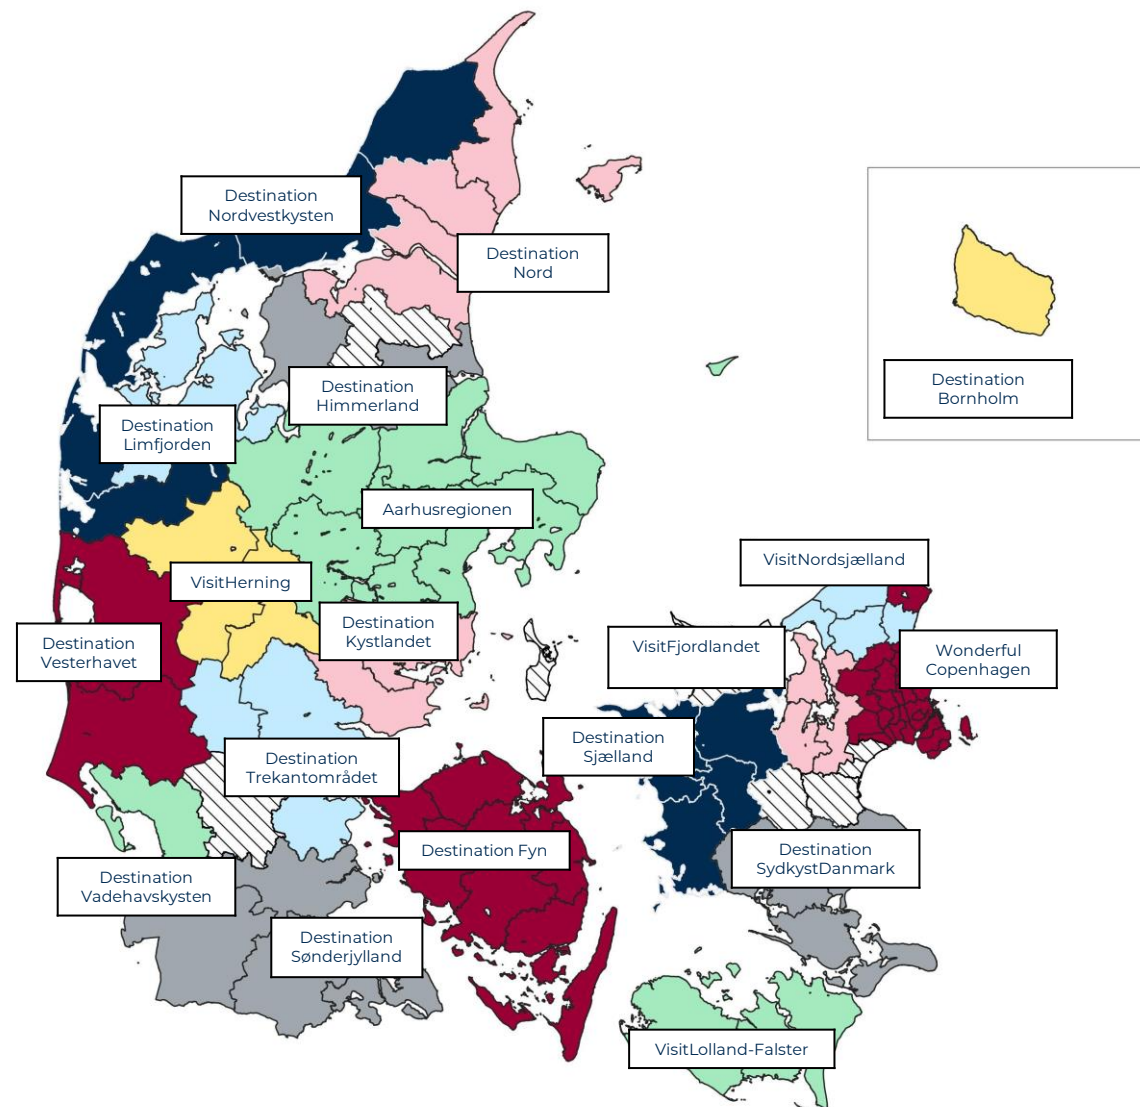 Destination
Nordvestkysten
Destination
Nord
Destination
Himmerland
Destination
Bornholm
Destination
Limfjorden
Aarhusregionen
VisitHerning
VisitNordsjælland
Destination
Kystlandet
Destination
Vesterhavet
VisitFjordlandet
Wonderful
Copenhagen
Destination
Sjælland
Destination
Trekantområdet
Destination Fyn
Destination
SydkystDanmark
Destination
Vadehavskysten
Destination
Sønderjylland
VisitLolland-Falster